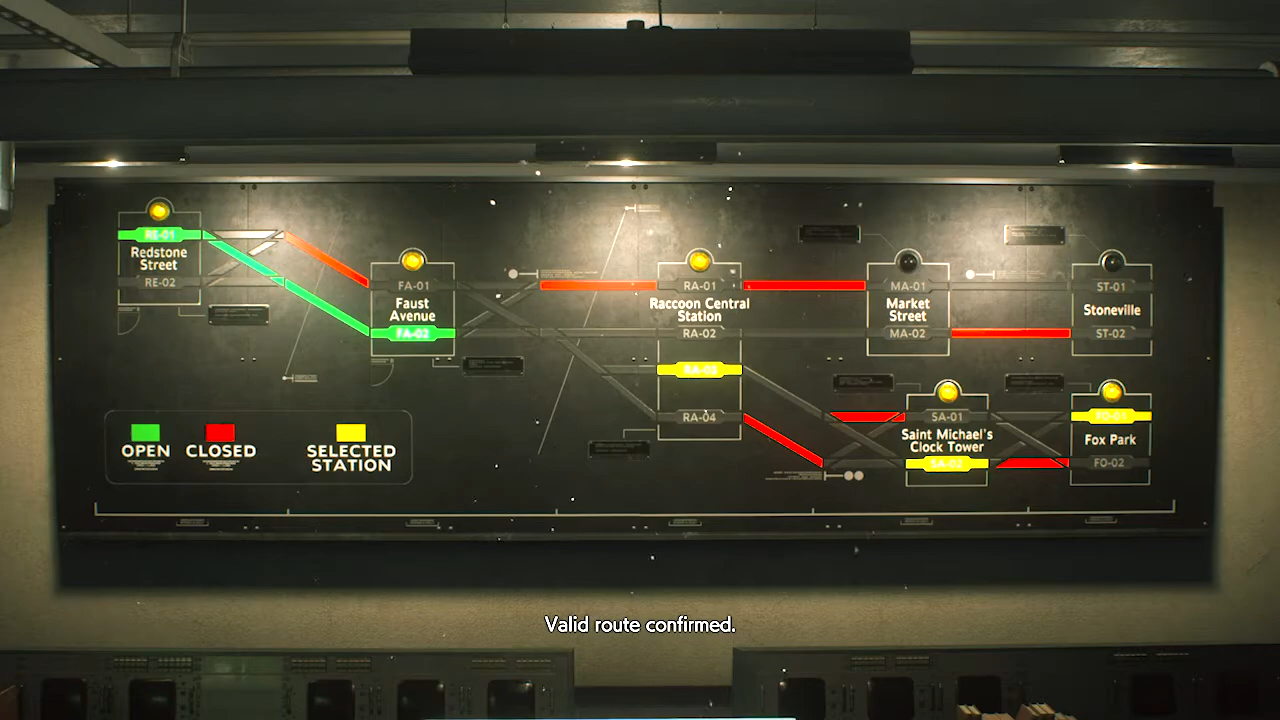 RE-01
Redstone
Street
RE-02
FA-01
Faust
Avenue
FA-02
RA-01
Raccoon Central
Station
RA-02
RA-03
RA-04
MA-01
Market
Street
MA-02
ST-01
Stoneville
ST-02
SA-01
Saint Michael's
Clock Tower
SA-02
FO-01
Fox Park
FO-02
OPEN
CLOSED
SELECTED
STATION
Valid route confirmed.